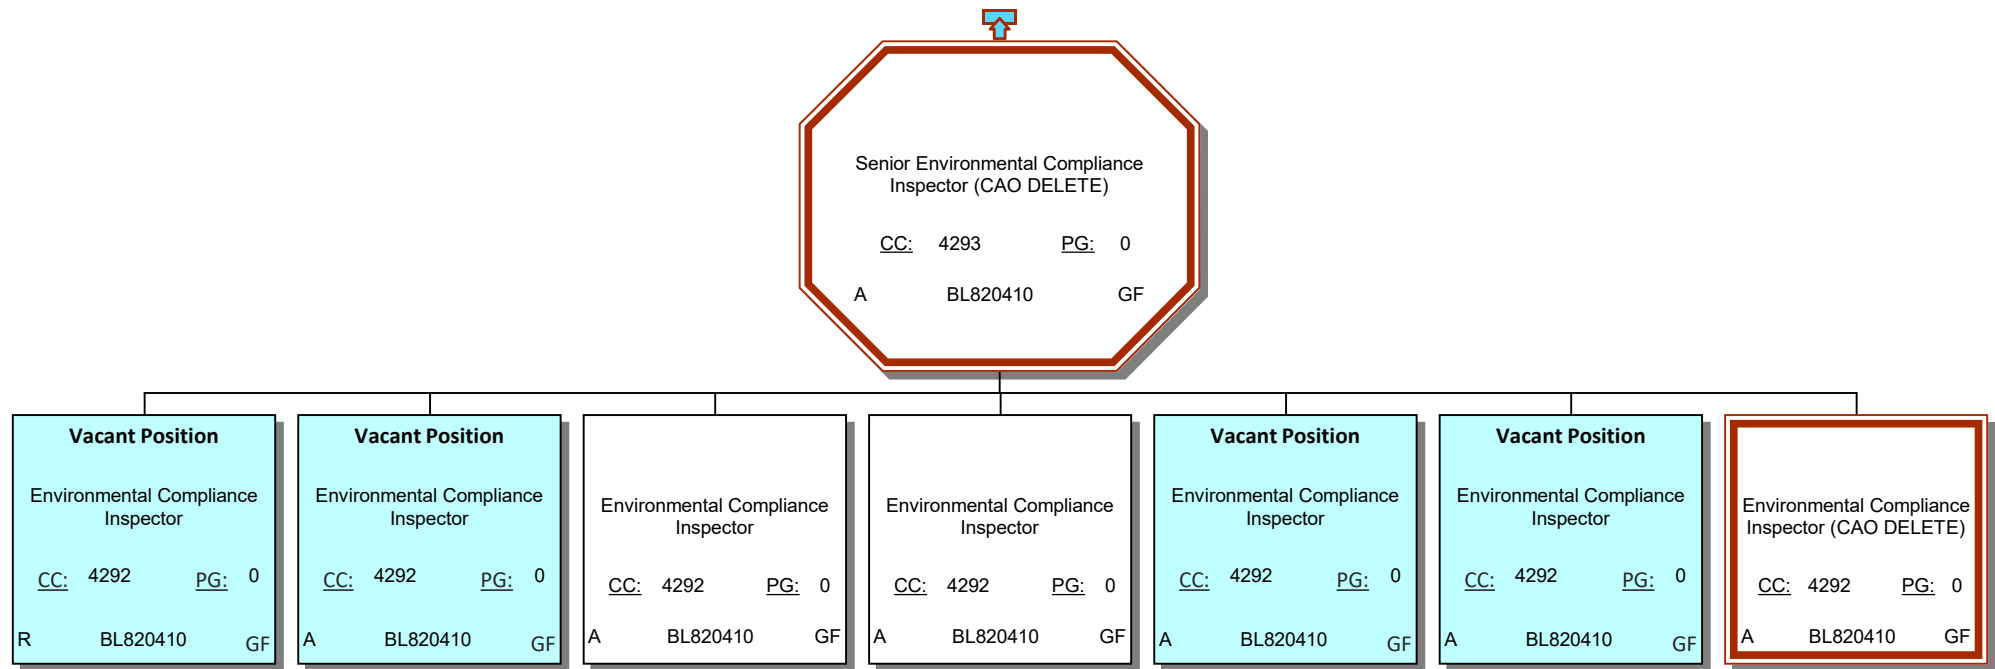 Senior Environmental Compliance
Inspector (CAO DELETE)
CC: 4293 PG: 0
A BL820410 GF
Vacant Position
Environmental Compliance
Inspector
CC: 4292 PG: 0
R BL820410 GF
Vacant Position
Environmental Compliance
Inspector
CC: 4292 PG: 0
A BL820410 GF
Environmental Compliance
Inspector
CC: 4292 PG: 0
A BL820410 GF
Environmental Compliance
Inspector
CC: 4292 PG: 0
A BL820410 GF
Vacant Position
Environmental Compliance
Inspector
CC: 4292 PG: 0
A BL820410 GF
Vacant Position
Environmental Compliance
Inspector
CC: 4292 PG: 0
A BL820410 GF
Environmental Compliance
Inspector (CAO DELETE)
CC: 4292 PG: 0
A BL820410 GF